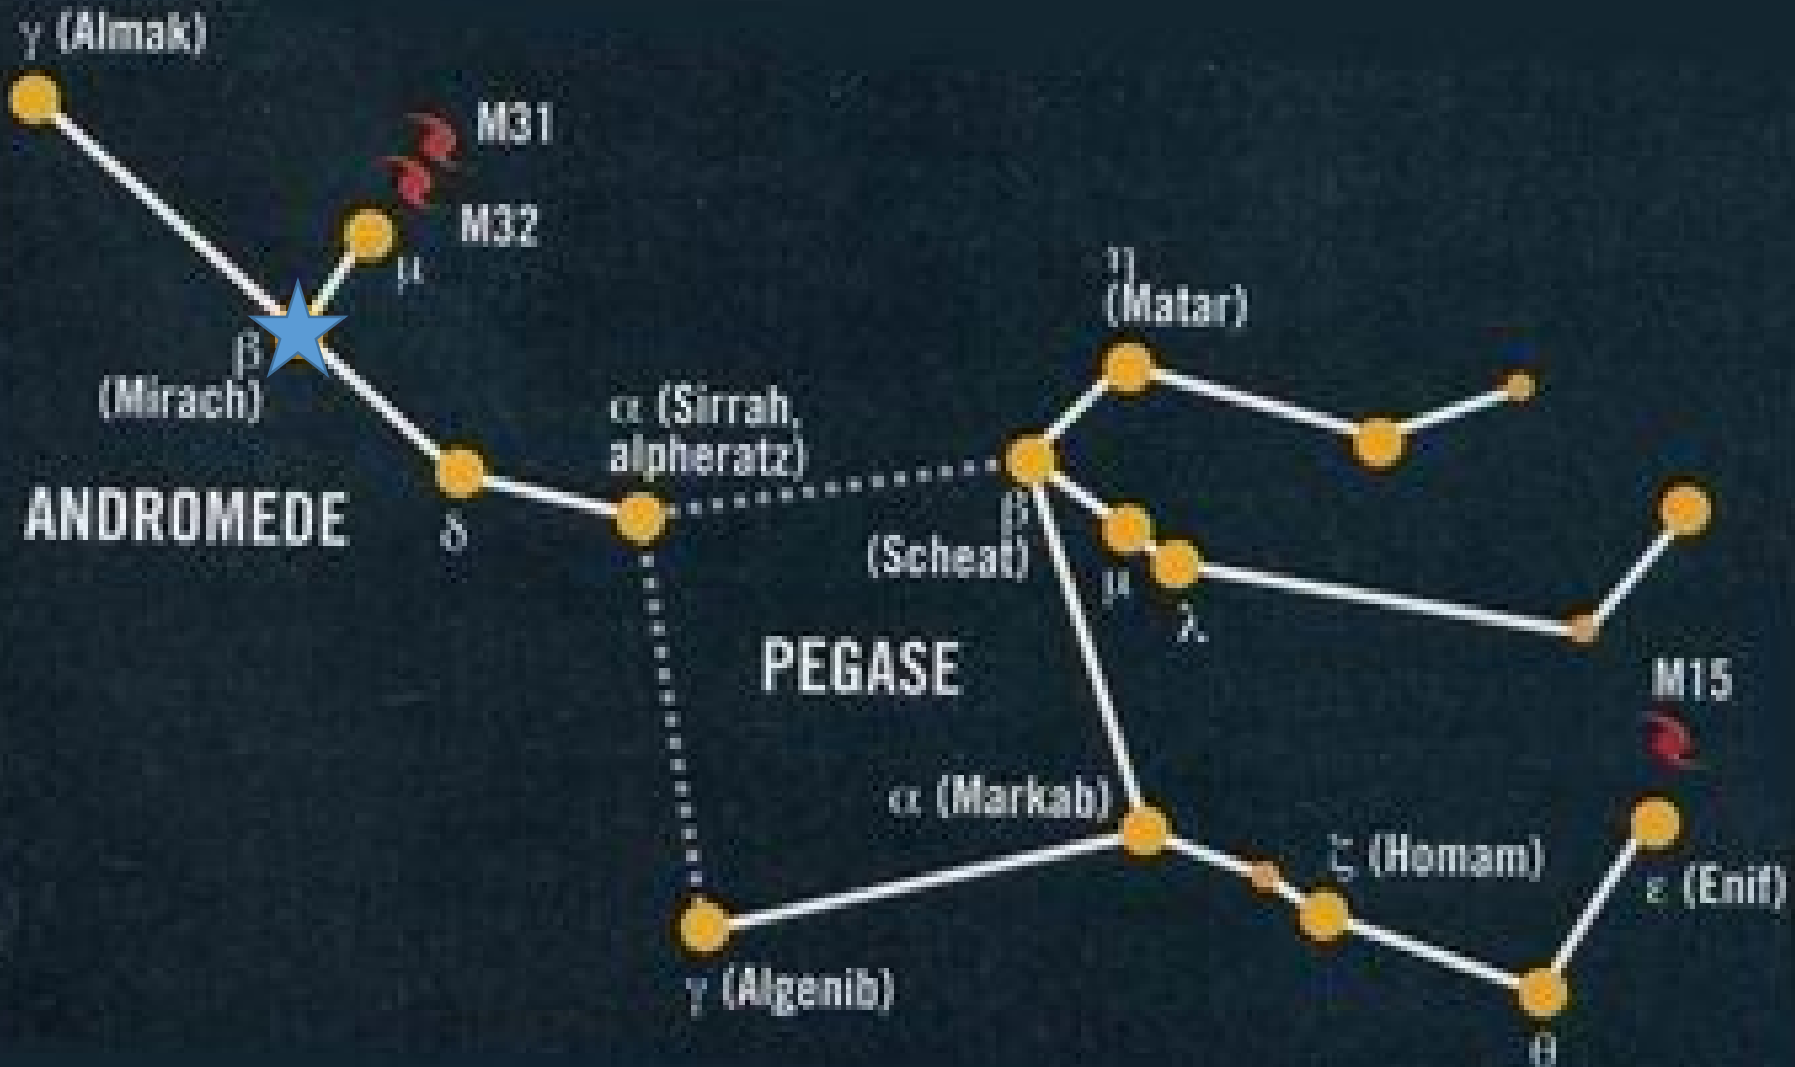 γ (Almak)
M31
M32
μ
β
(Mirach)
η
(Matar)
α (Sirrah,
alpheratz)
ANDROMEDE
δ
β
(Scheat)
μ
λ
PEGASE
M15
α (Markab)
ζ (Homam)
ε (Enif)
γ (Algenib)
θ